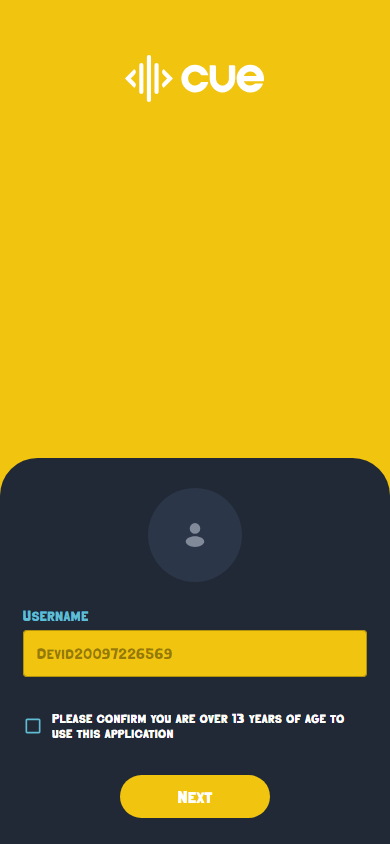 cue
Username
Devid20097226569
Please confirm you are over 13 years of age to
use this application
Next